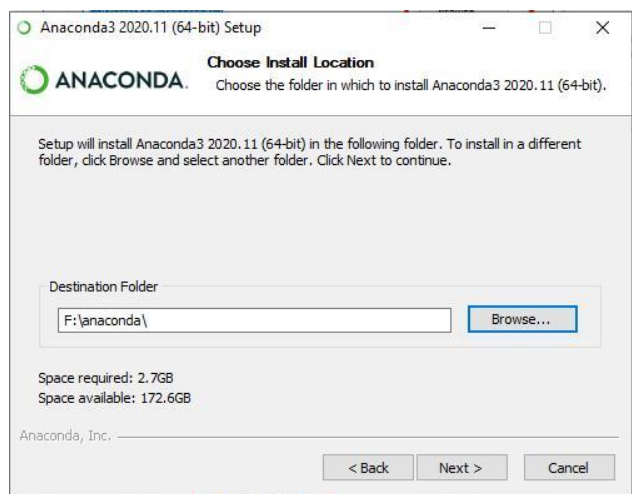 Anaconda3 2020.11 (64-bit) Setup
ANACONDA.
Choose Install Location
Choose the folder in which to install Anaconda3 2020.11 (64-bit).
Setup will install Anaconda3 2020.11 (64-bit) in the following folder. To install in a different
folder, click Browse and select another folder. Click Next to continue.
Destination Folder
F:\anaconda\
Browse...
Space required: 2.7GB
Space available: 172.6GB
Anaconda, Inc.
< Back
Next >
Cancel